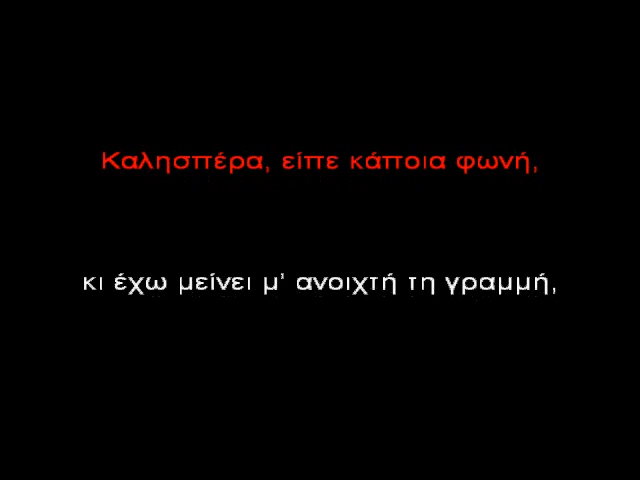 Καλησπέρα, είπε κάποια φωνή,
κι έχω μείνει μ' ανοιχτή τη γραμμή,